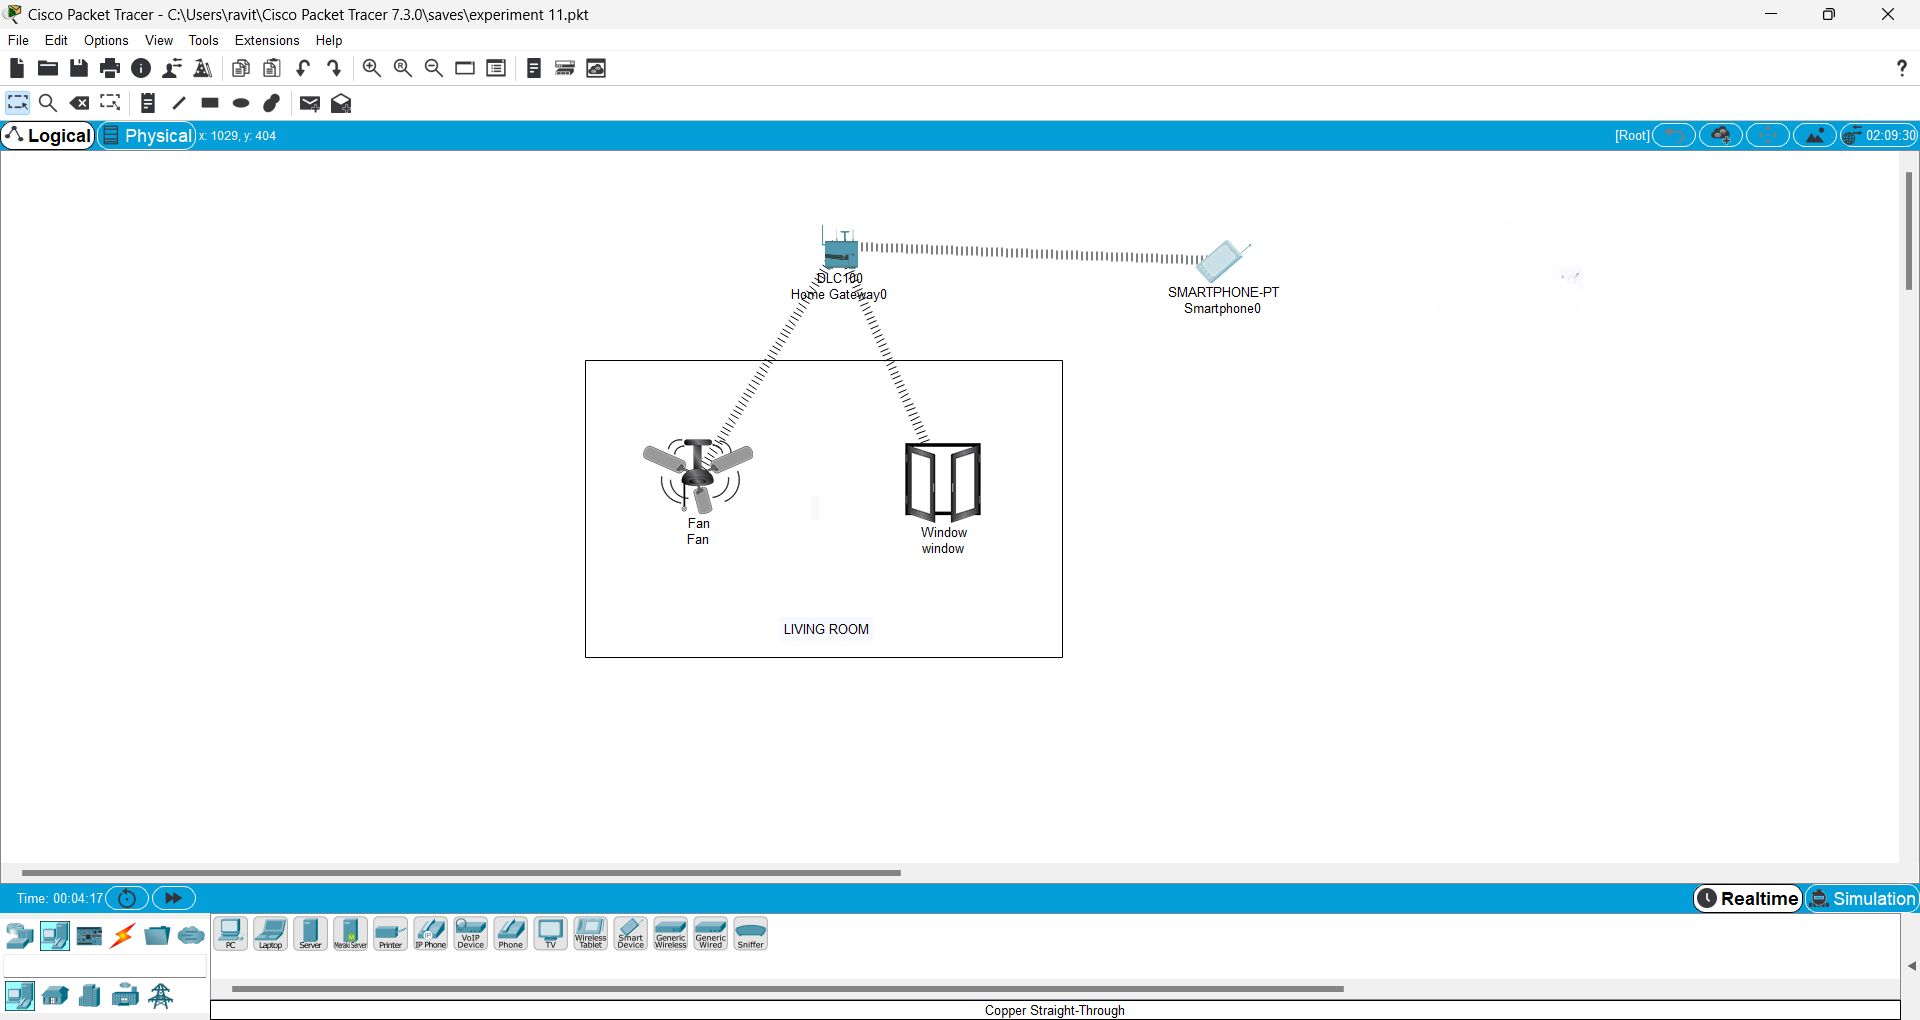 Cisco Packet Tracer - C:\Users\ravit\Cisco Packet Tracer 7.3.0\saves\experiment 11.pkt
File Edit Options View Tools Extensions Help
?
Logical Physical x: 1029, y: 404 [Root] 02:09:30
DLC100
Home Gateway0
SMARTPHONE-PT
Smartphone0
Fan
Fan
Window
window
LIVING ROOM
Time: 00:04:17 Realtime Simulation
PC Laptop Server Meraki Server Printer IP Phone VoIP Device Phone TV Wireless Tablet Smart Device Generic Wireless Generic Wired Sniffer
Copper Straight-Through